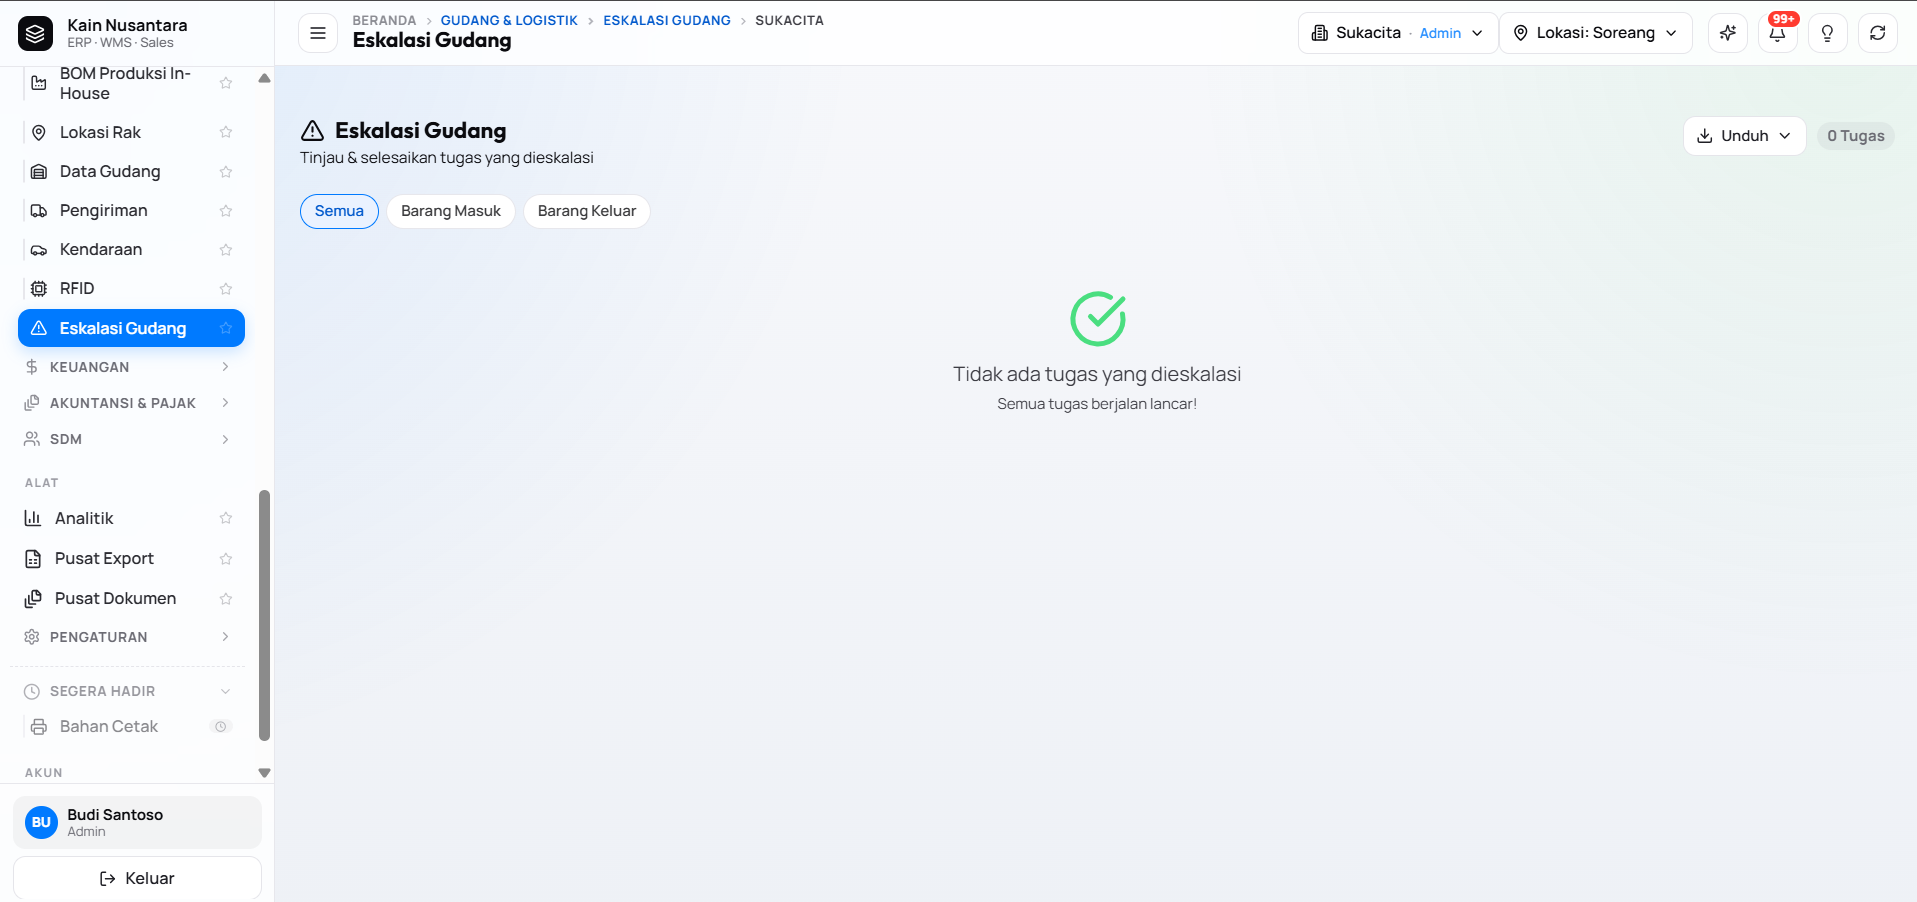 Kain Nusantara
ERP · WMS · Sales
BOM Produksi In-
House
Lokasi Rak
Data Gudang
Pengiriman
Kendaraan
RFID
Eskalasi Gudang
KEUANGAN
AKUNTANSI & PAJAK
SDM
ALAT
Analitik
Pusat Export
Pusat Dokumen
PENGATURAN
SEGERA HADIR
Bahan Cetak
AKUN
BU
Budi Santoso
Admin
Keluar
BERANDA > GUDANG & LOGISTIK > ESKALASI GUDANG > SUKACITA
Eskalasi Gudang
Sukacita · Admin
Lokasi: Soreang
99+
Eskalasi Gudang
Tinjau & selesaikan tugas yang dieskalasi
Unduh
0 Tugas
Semua
Barang Masuk
Barang Keluar
Tidak ada tugas yang dieskalasi
Semua tugas berjalan lancar!